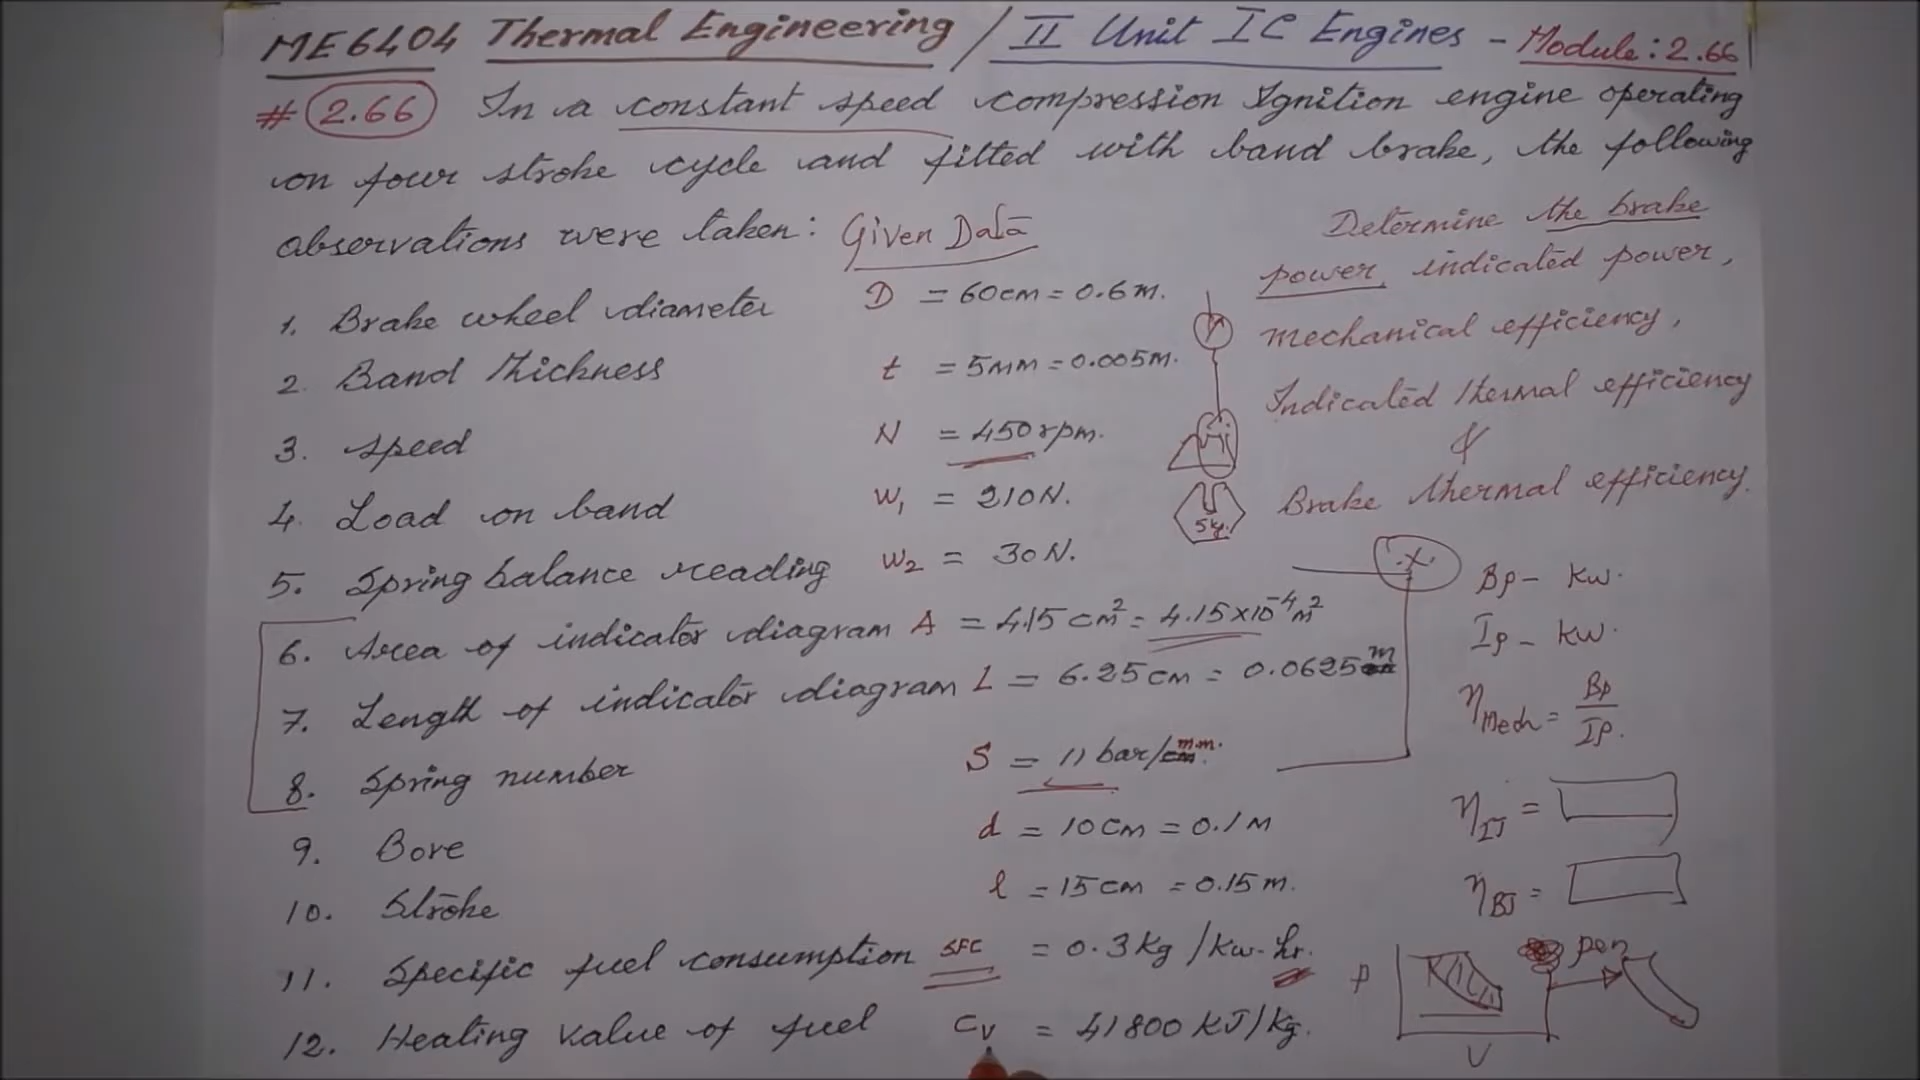 ME6404 Thermal Engineering / II Unit IC Engines - Module: 2.66
# 2.66 In a constant speed compression Ignition engine operating
on four stroke cycle and fitted with band brake, the following
observations were taken: Given Data
1. Brake wheel diameter D = 60cm = 0.6m.
2. Band Thickness t = 5mm = 0.005m.
3. Speed N = 450rpm.
4. Load on band W1 = 210N.
5. Spring balance reading W2 = 30N.
6. Area of indicator diagram A = 4.15cm² = 4.15×10⁻⁴m²
7. Length of indicator diagram L = 6.25cm = 0.0625 m
8. Spring number S = 11 bar/mm.
9. Bore d = 10cm = 0.1m
10. Stroke l = 15cm = 0.15m.
11. Specific fuel consumption SFC = 0.3kg/kw-hr.
12. Heating value of fuel CV = 41800 KJ/kg.
Determine the brake
power, indicated power,
mechanical efficiency,
Indicated thermal efficiency
&
Brake thermal efficiency.
5kg.
X
Bp - Kw.
Ip - Kw.
ηMech = Bp/Ip.
ηIT =
ηBT =
pen
P
V